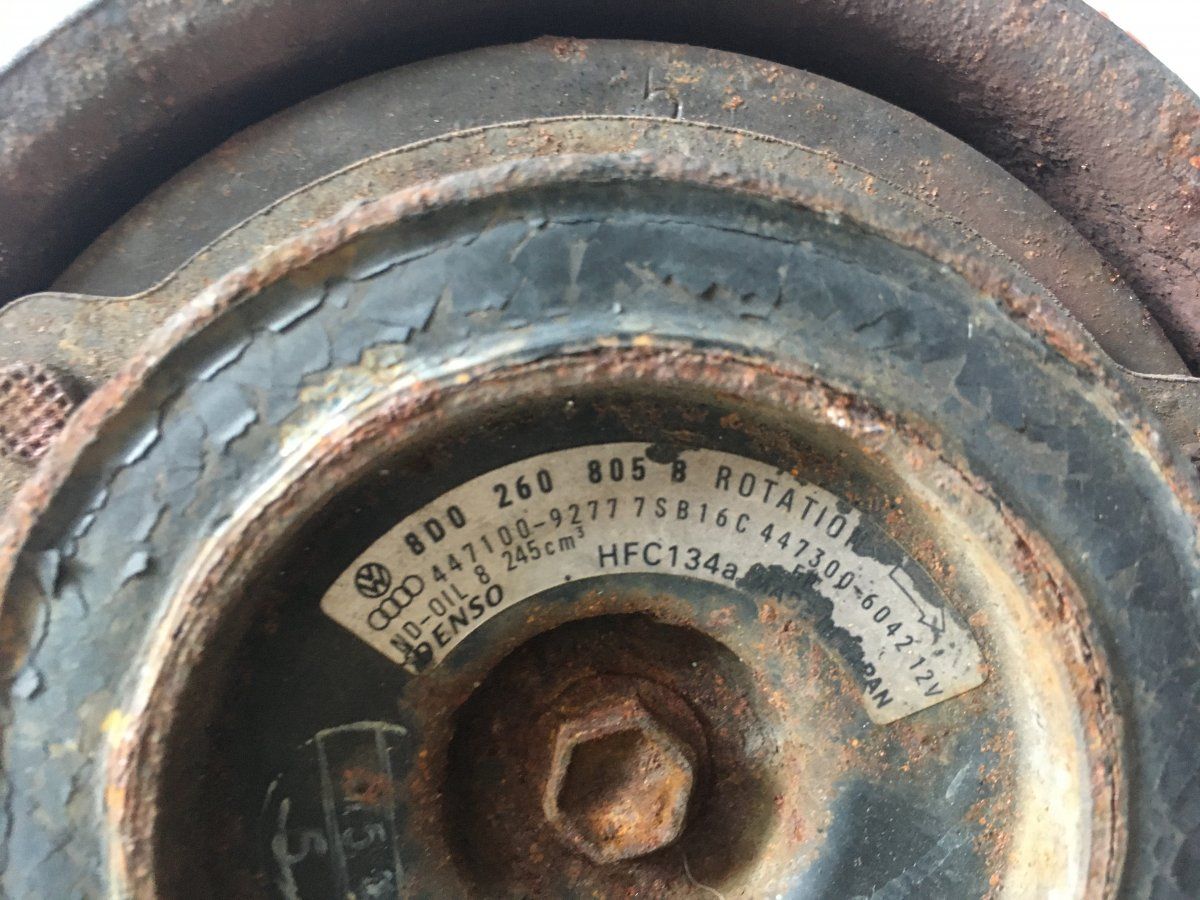 8D0 260 805 B ROTATION
447100-9277 7SB16C 447300-6042 12V
ND-OIL 8 245cm³ HFC134a
DENSO